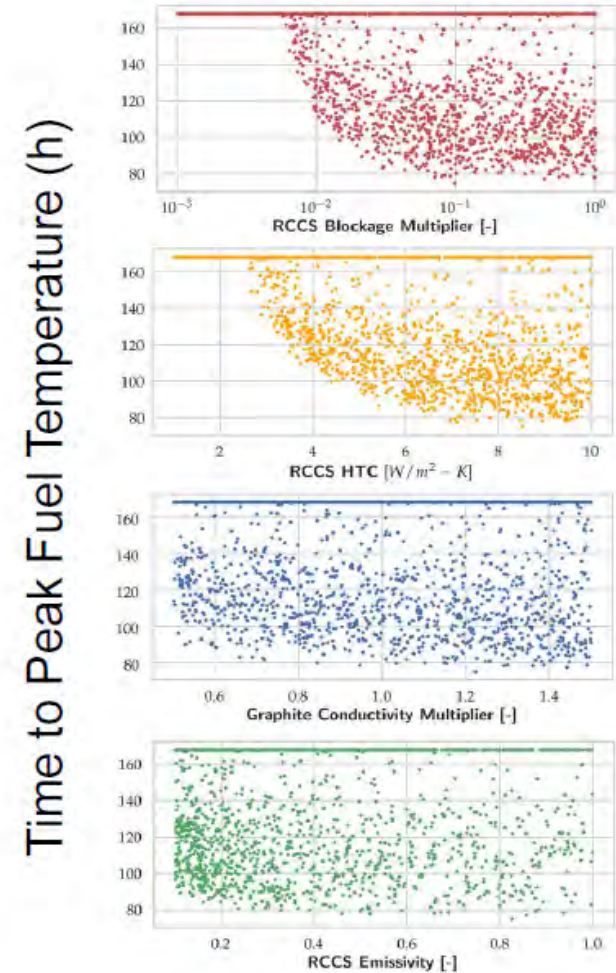 Time to Peak Fuel Temperature (h)
160
140
120
100
80
10⁻³ 10⁻² 10⁻¹ 10⁰
RCCS Blockage Multiplier [-]
160
140
120
100
80
2 4 6 8 10
RCCS HTC [W/m² − K]
160
140
120
100
80
0.6 0.8 1.0 1.2 1.4
Graphite Conductivity Multiplier [-]
160
140
120
100
80
0.2 0.4 0.6 0.8 1.0
RCCS Emissivity [-]